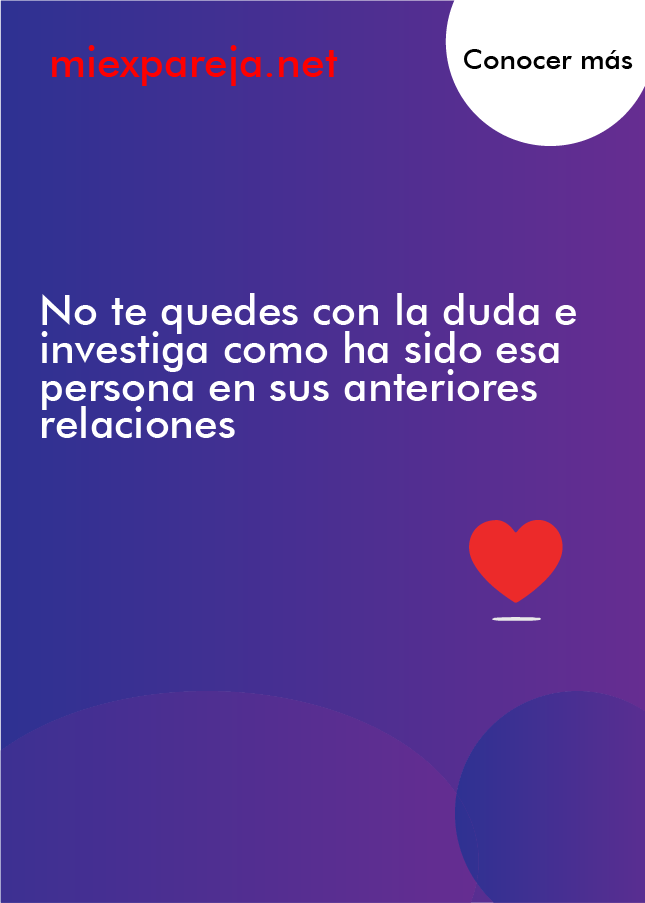 miexpareja.net
Conocer más
No te quedes con la duda e
investiga como ha sido esa
persona en sus anteriores
relaciones